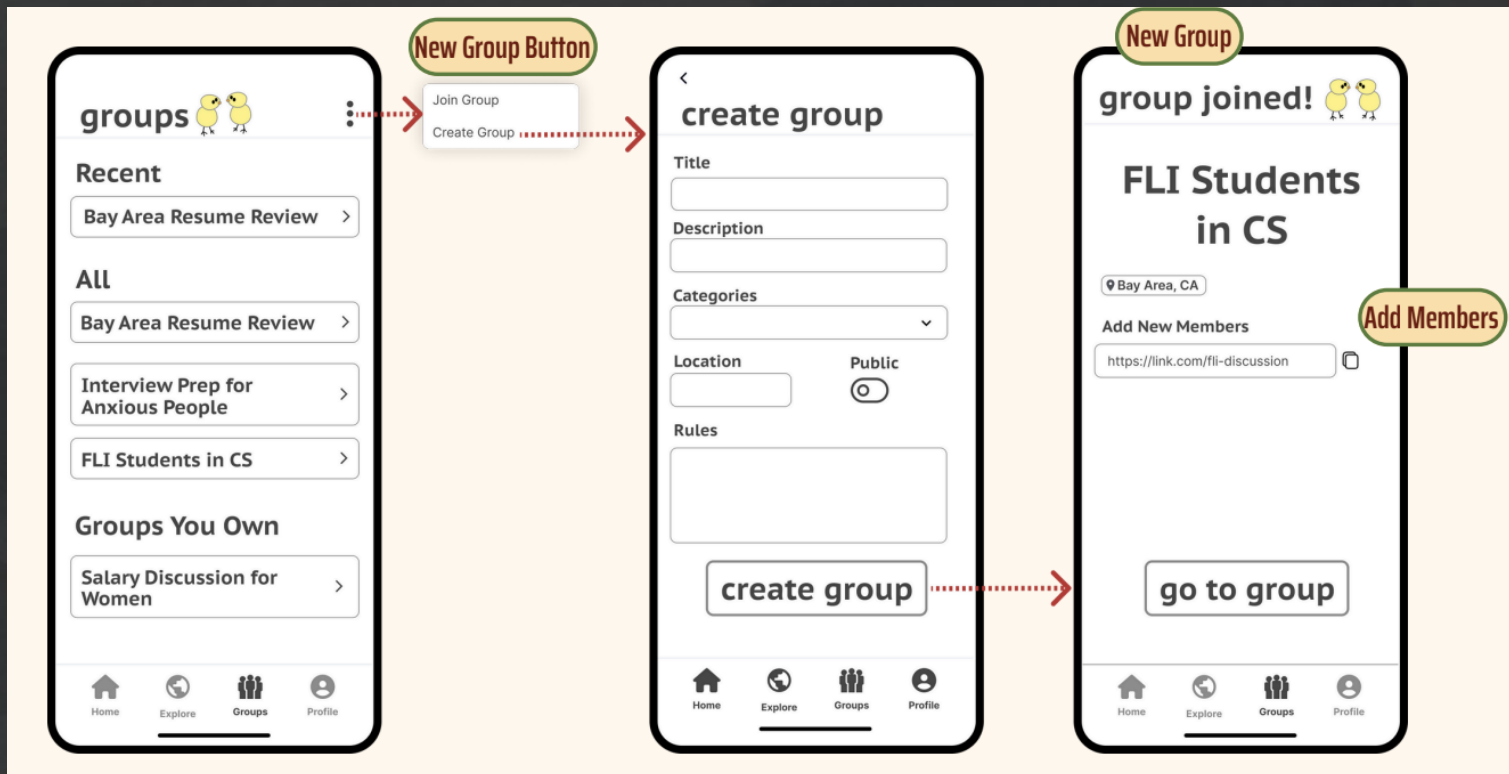 New Group Button
New Group
groups
Recent
Bay Area Resume Review
All
Bay Area Resume Review
Interview Prep for
Anxious People
FLI Students in CS
Groups You Own
Salary Discussion for
Women
Home
Explore
Groups
Profile
Join Group
Create Group
create group
Title
Description
Categories
Location
Public
Rules
create group
Home
Explore
Groups
Profile
group joined!
FLI Students
in CS
Bay Area, CA
Add Members
Add New Members
https://link.com/fli-discussion
go to group
Home
Explore
Groups
Profile